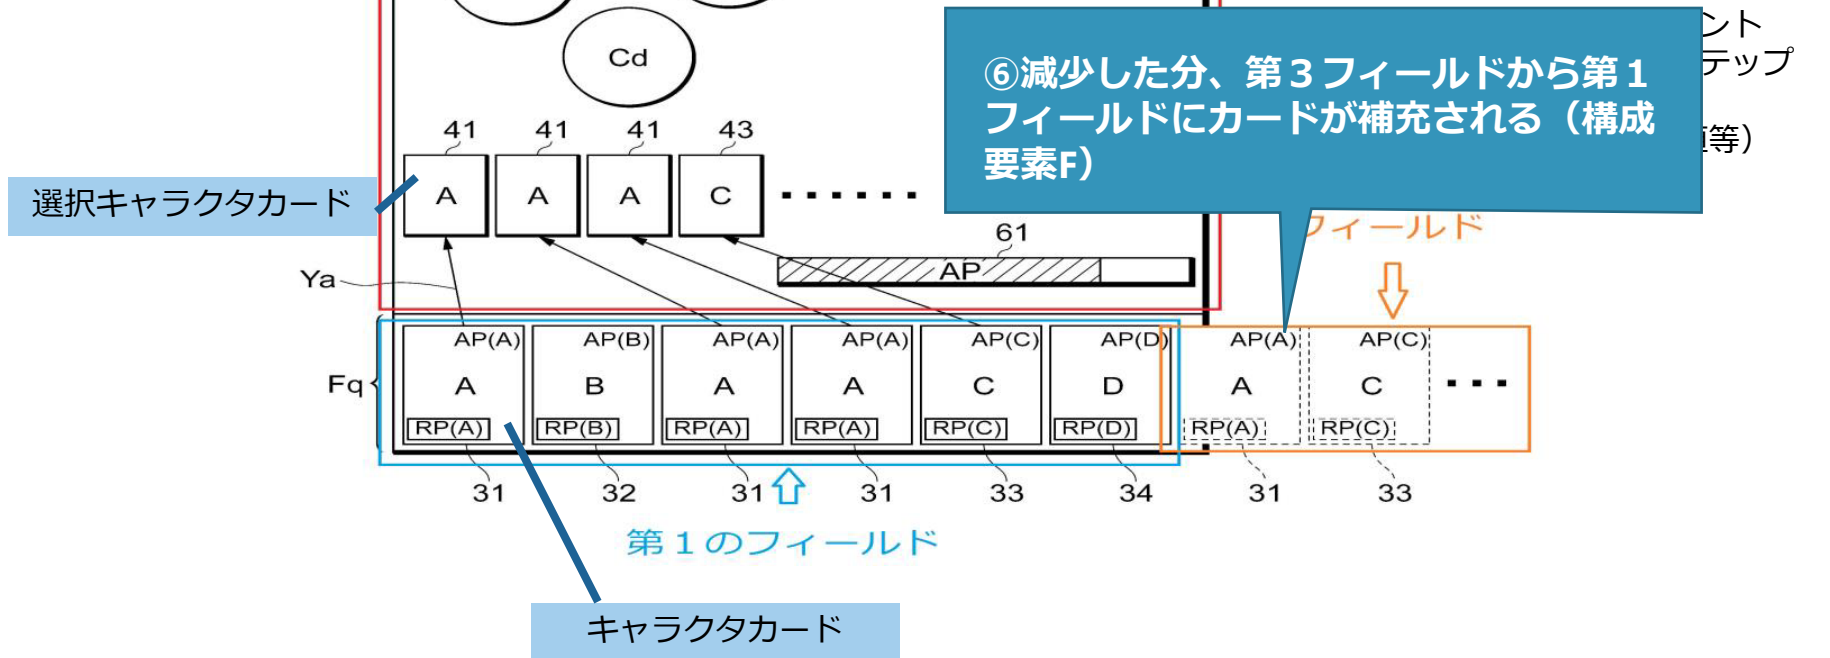 ント
テップ
等）
⑥減少した分、第３フィールドから第１
フィールドにカードが補充される（構成
要素F）
Cd
41 41 41 43
A A A C ・・・・・・
選択キャラクタカード
フィールド
61
AP
Ya
Fq
AP(A) AP(B) AP(A) AP(A) AP(C) AP(D) AP(A) AP(C)
A B A A C D A C ・・・
RP(A) RP(B) RP(A) RP(A) RP(C) RP(D) RP(A) RP(C)
31 32 31 31 33 34 31 33
第１のフィールド
キャラクタカード